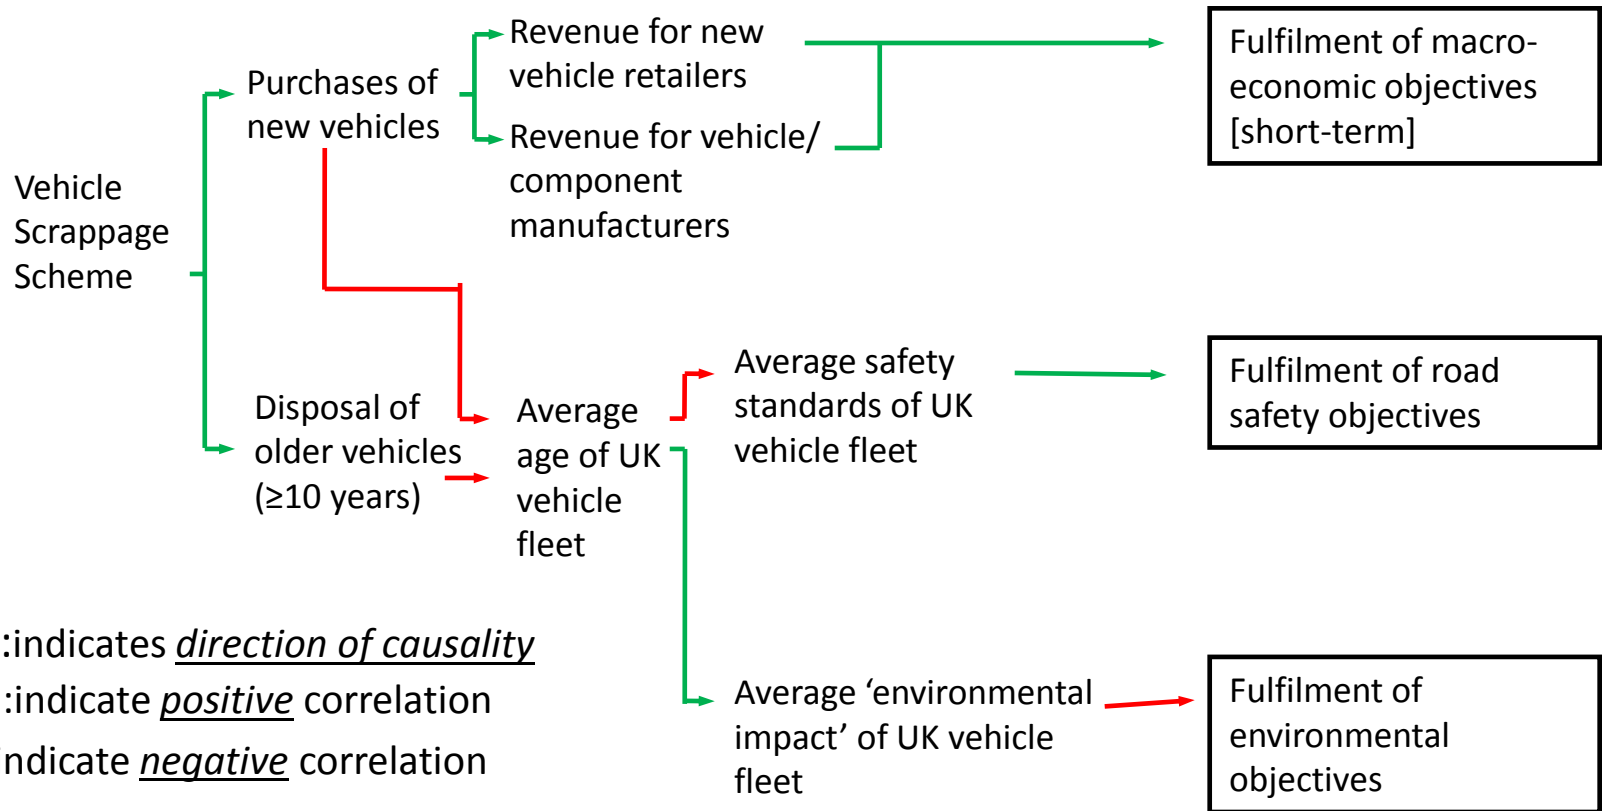 Vehicle
Scrappage
Scheme
Purchases of
new vehicles
Disposal of
older vehicles
(≥10 years)
Revenue for new
vehicle retailers
Revenue for vehicle/
component
manufacturers
Average
age of UK
vehicle
fleet
Average safety
standards of UK
vehicle fleet
Average ‘environmental
impact’ of UK vehicle
fleet
Fulfilment of macro-
economic objectives
[short-term]
Fulfilment of road
safety objectives
Fulfilment of
environmental
objectives
:indicates direction of causality
:indicate positive correlation
indicate negative correlation